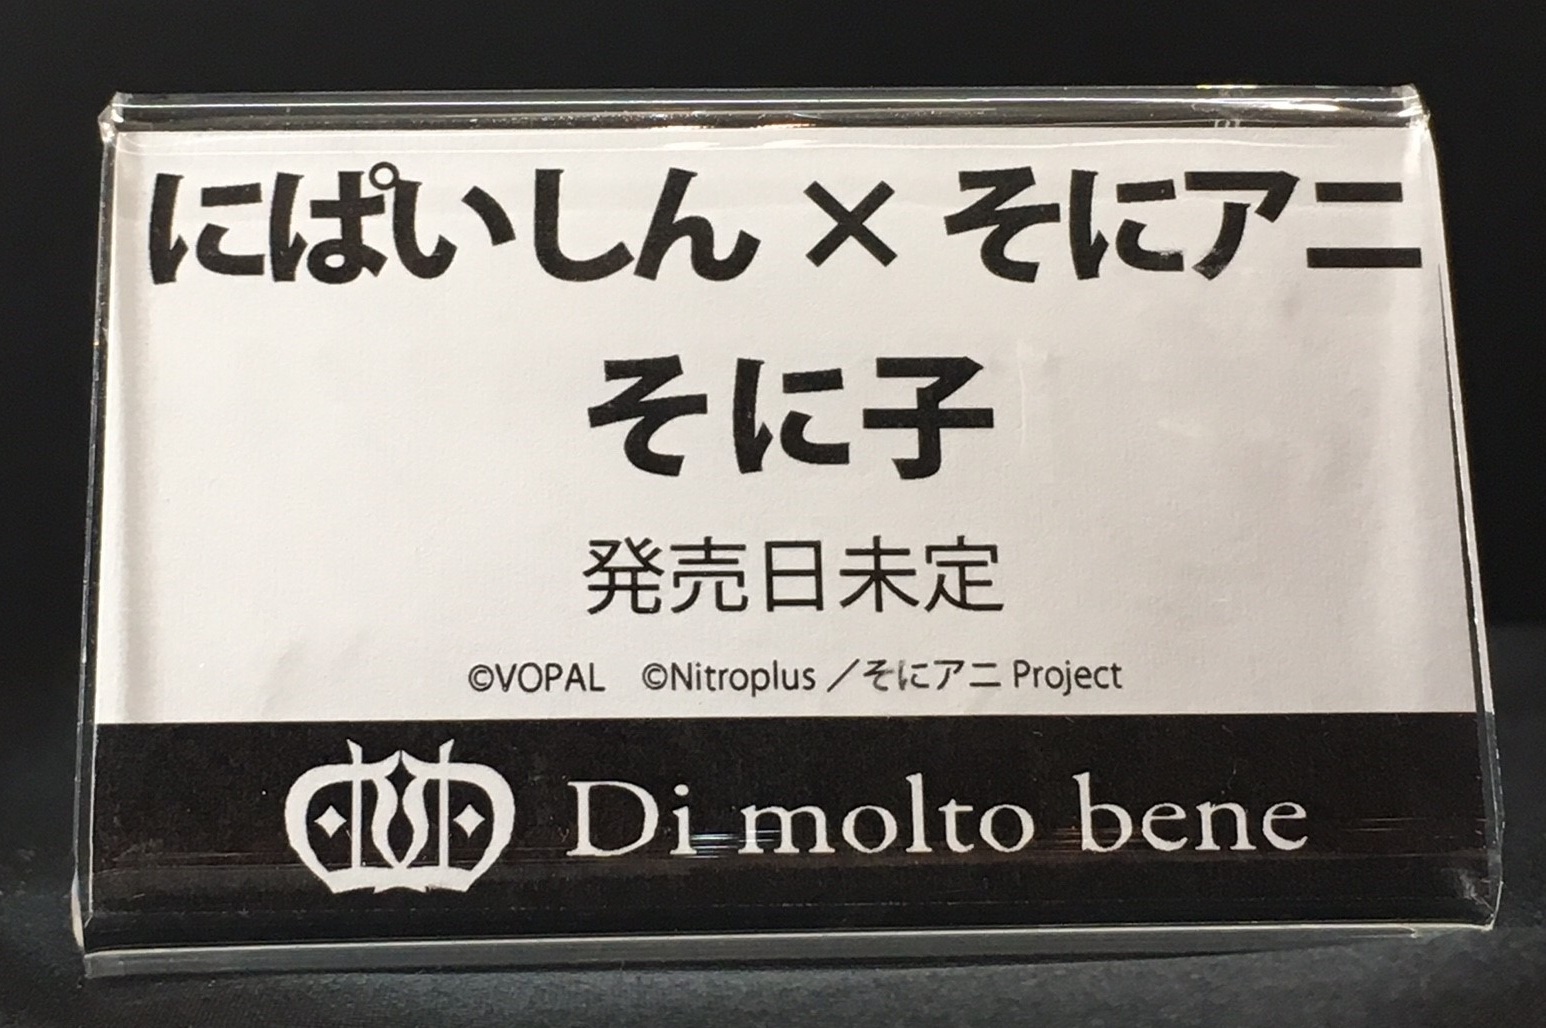 にぱいしん × そにアニ
そに子
発売日未定
©VOPAL ©Nitroplus ／そにアニ Project
Di molto bene